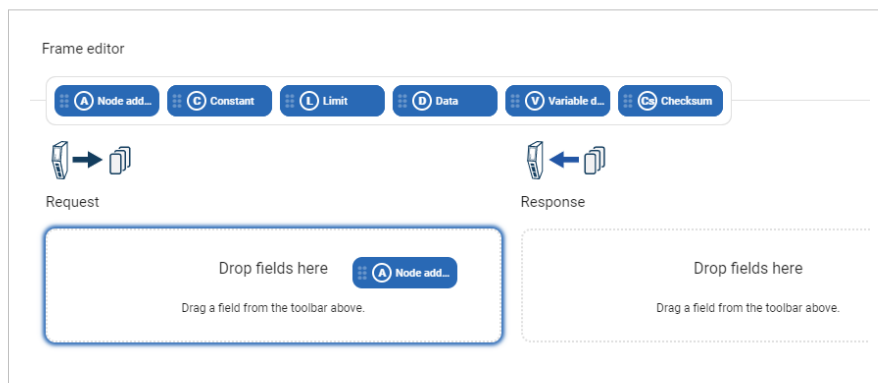 Frame editor
A Node add... C Constant L Limit D Data V Variable d... Cs Checksum
Request Response
Drop fields here A Node add... Drop fields here
Drag a field from the toolbar above. Drag a field from the toolbar above.